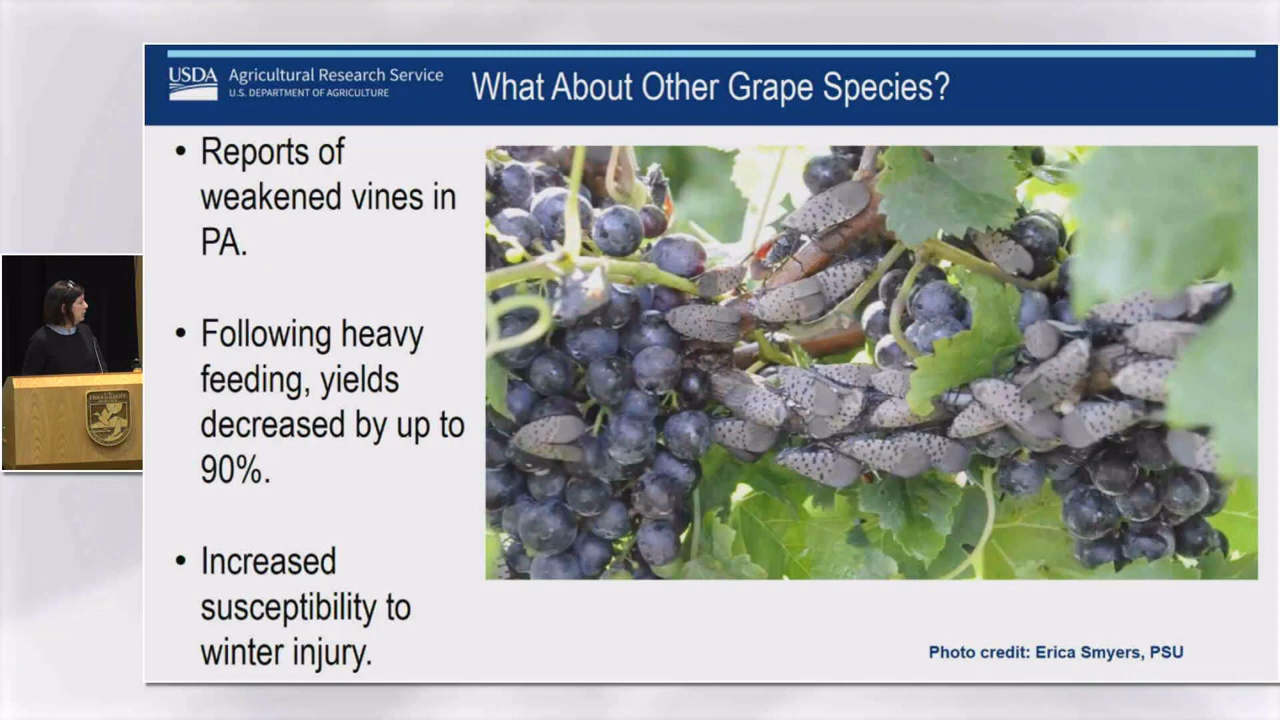 USDA
Agricultural Research Service
U.S. DEPARTMENT OF AGRICULTURE
What About Other Grape Species?
• Reports of
weakened vines in
PA.
• Following heavy
feeding, yields
decreased by up to
90%.
• Increased
susceptibility to
winter injury.
Photo credit: Erica Smyers, PSU